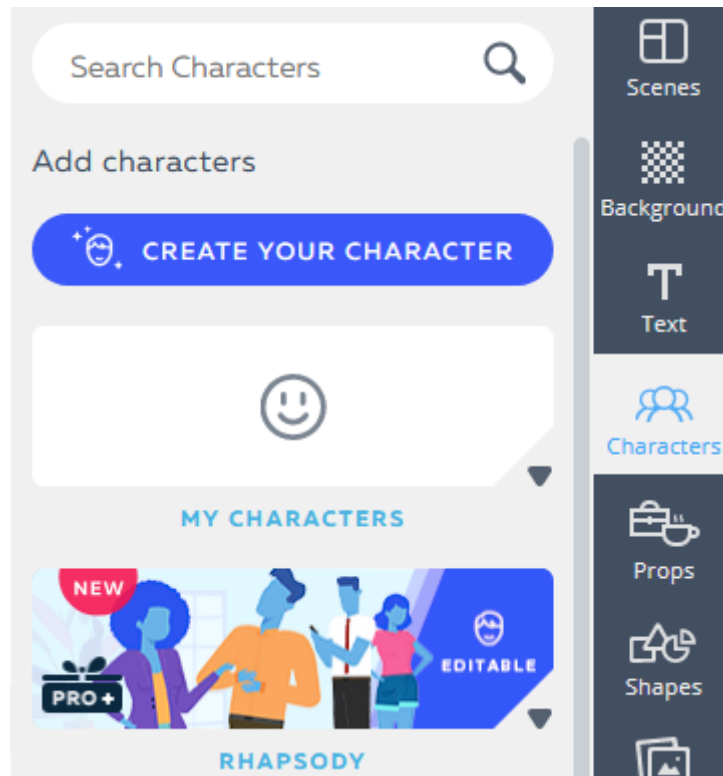 Search Characters
Add characters
CREATE YOUR CHARACTER
MY CHARACTERS
NEW
PRO+
EDITABLE
RHAPSODY
Scenes
Background
Text
Characters
Props
Shapes